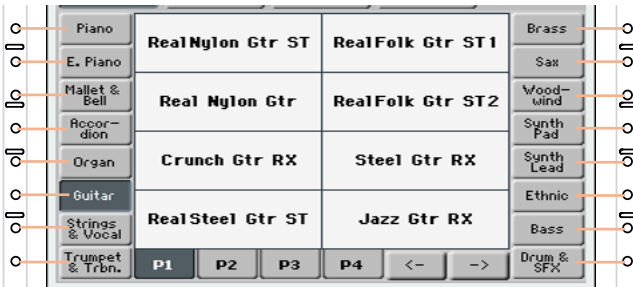 Piano
E. Piano
Mallet &
Bell
Accor-
dion
Organ
Guitar
Strings
& Vocal
Trumpet
& Trbn.
RealNylon Gtr ST
RealFolk Gtr ST1
Real Nylon Gtr
RealFolk Gtr ST2
Crunch Gtr RX
Steel Gtr RX
RealSteel Gtr ST
Jazz Gtr RX
P1 P2 P3 P4 <- ->
Brass
Sax
Wood-
wind
Synth
Pad
Synth
Lead
Ethnic
Bass
Drum &
SFX